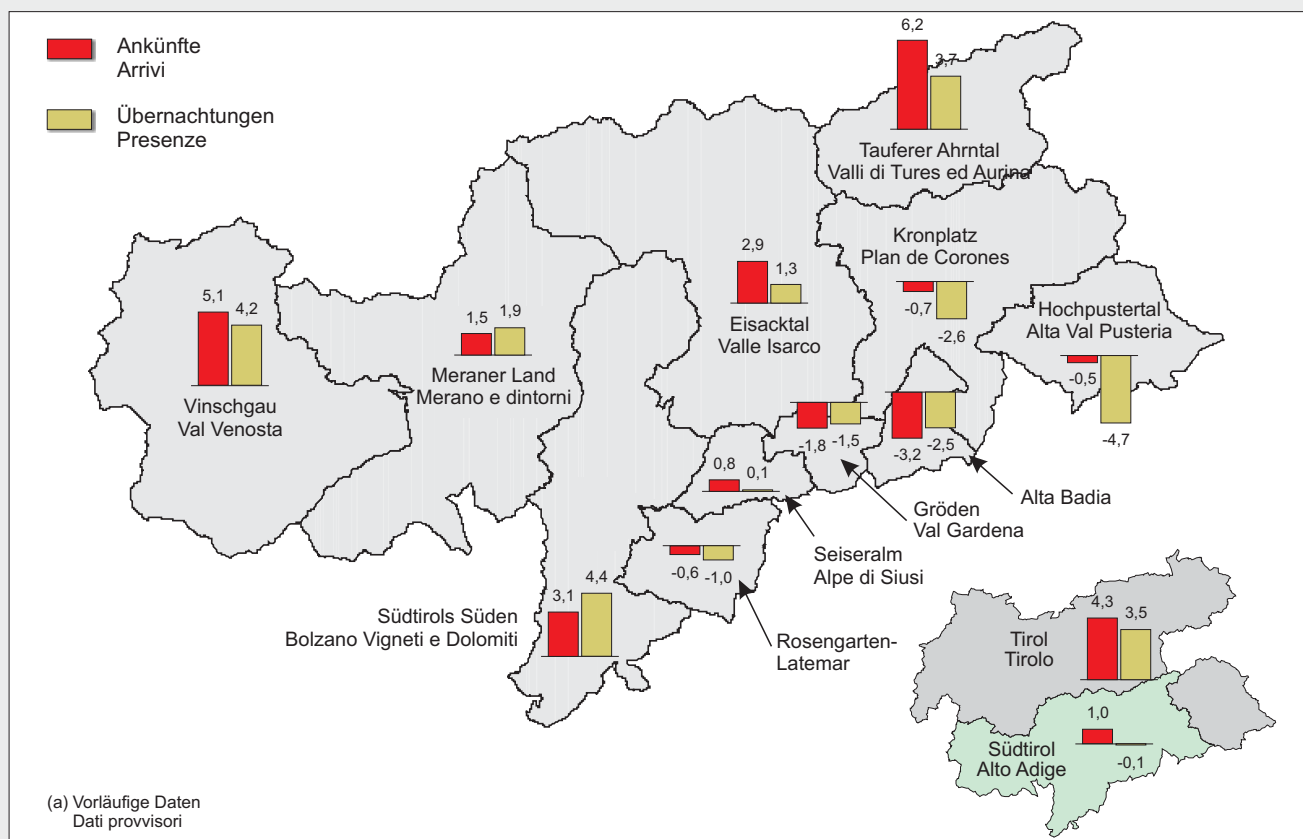 Ankünfte
Arrivi
Übernachtungen
Presenze
6,2
3,7
Tauferer Ahrntal
Valli di Tures ed Aurina
Kronplatz
Plan de Corones
-0,7
-2,6
Hochpustertal
Alta Val Pusteria
-0,5
-4,7
2,9
1,3
Eisacktal
Valle Isarco
5,1
4,2
Vinschgau
Val Venosta
1,5
1,9
Meraner Land
Merano e dintorni
-1,8
-1,5
-3,2
-2,5
Alta Badia
Gröden
Val Gardena
0,8
0,1
Seiseralm
Alpe di Siusi
-0,6
-1,0
Rosengarten-
Latemar
3,1
4,4
Südtirols Süden
Bolzano Vigneti e Dolomiti
4,3
3,5
Tirol
Tirolo
1,0
-0,1
Südtirol
Alto Adige
(a) Vorläufige Daten
Dati provvisori